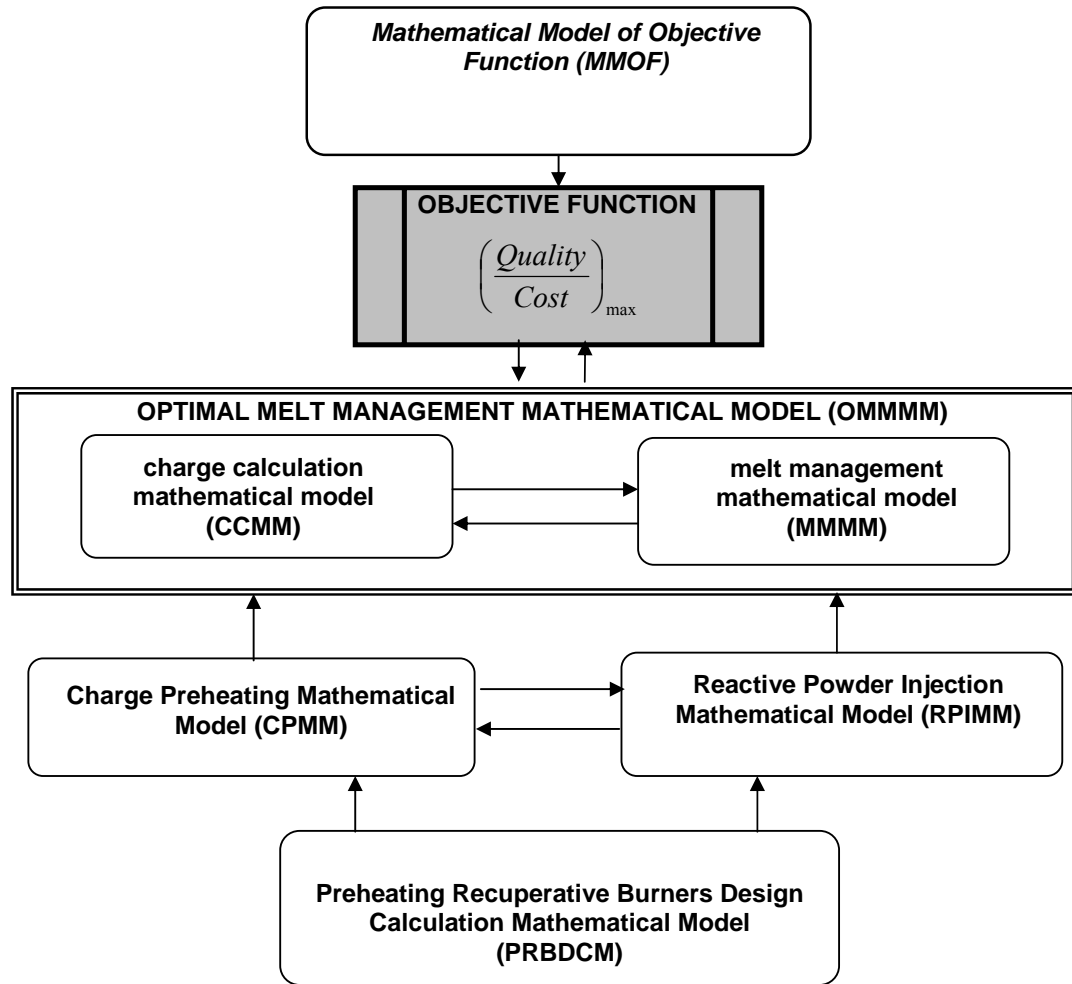 Mathematical Model of Objective
Function (MMOF)
OBJECTIVE FUNCTION
(Quality / Cost)max
OPTIMAL MELT MANAGEMENT MATHEMATICAL MODEL (OMMMM)
charge calculation
mathematical model
(CCMM)
melt management
mathematical model
(MMMM)
Charge Preheating Mathematical
Model (CPMM)
Reactive Powder Injection
Mathematical Model (RPIMM)
Preheating Recuperative Burners Design
Calculation Mathematical Model
(PRBDCM)